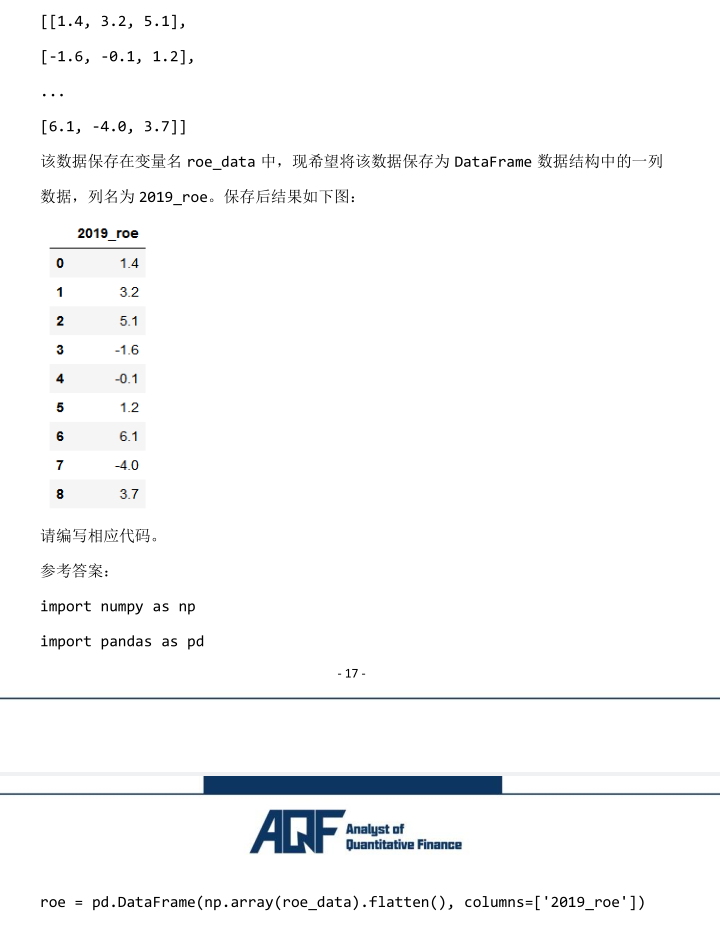 [[1.4, 3.2, 5.1],
[-1.6, -0.1, 1.2],
...
[6.1, -4.0, 3.7]]
该数据保存在变量名 roe_data 中，现希望将该数据保存为 DataFrame 数据结构中的一列
数据，列名为 2019_roe。保存后结果如下图：
2019_roe
0 1.4
1 3.2
2 5.1
3 -1.6
4 -0.1
5 1.2
6 6.1
7 -4.0
8 3.7
请编写相应代码。
参考答案：
import numpy as np
import pandas as pd
- 17 -
AQF Analyst of
Quantitative Finance
roe = pd.DataFrame(np.array(roe_data).flatten(), columns=['2019_roe'])